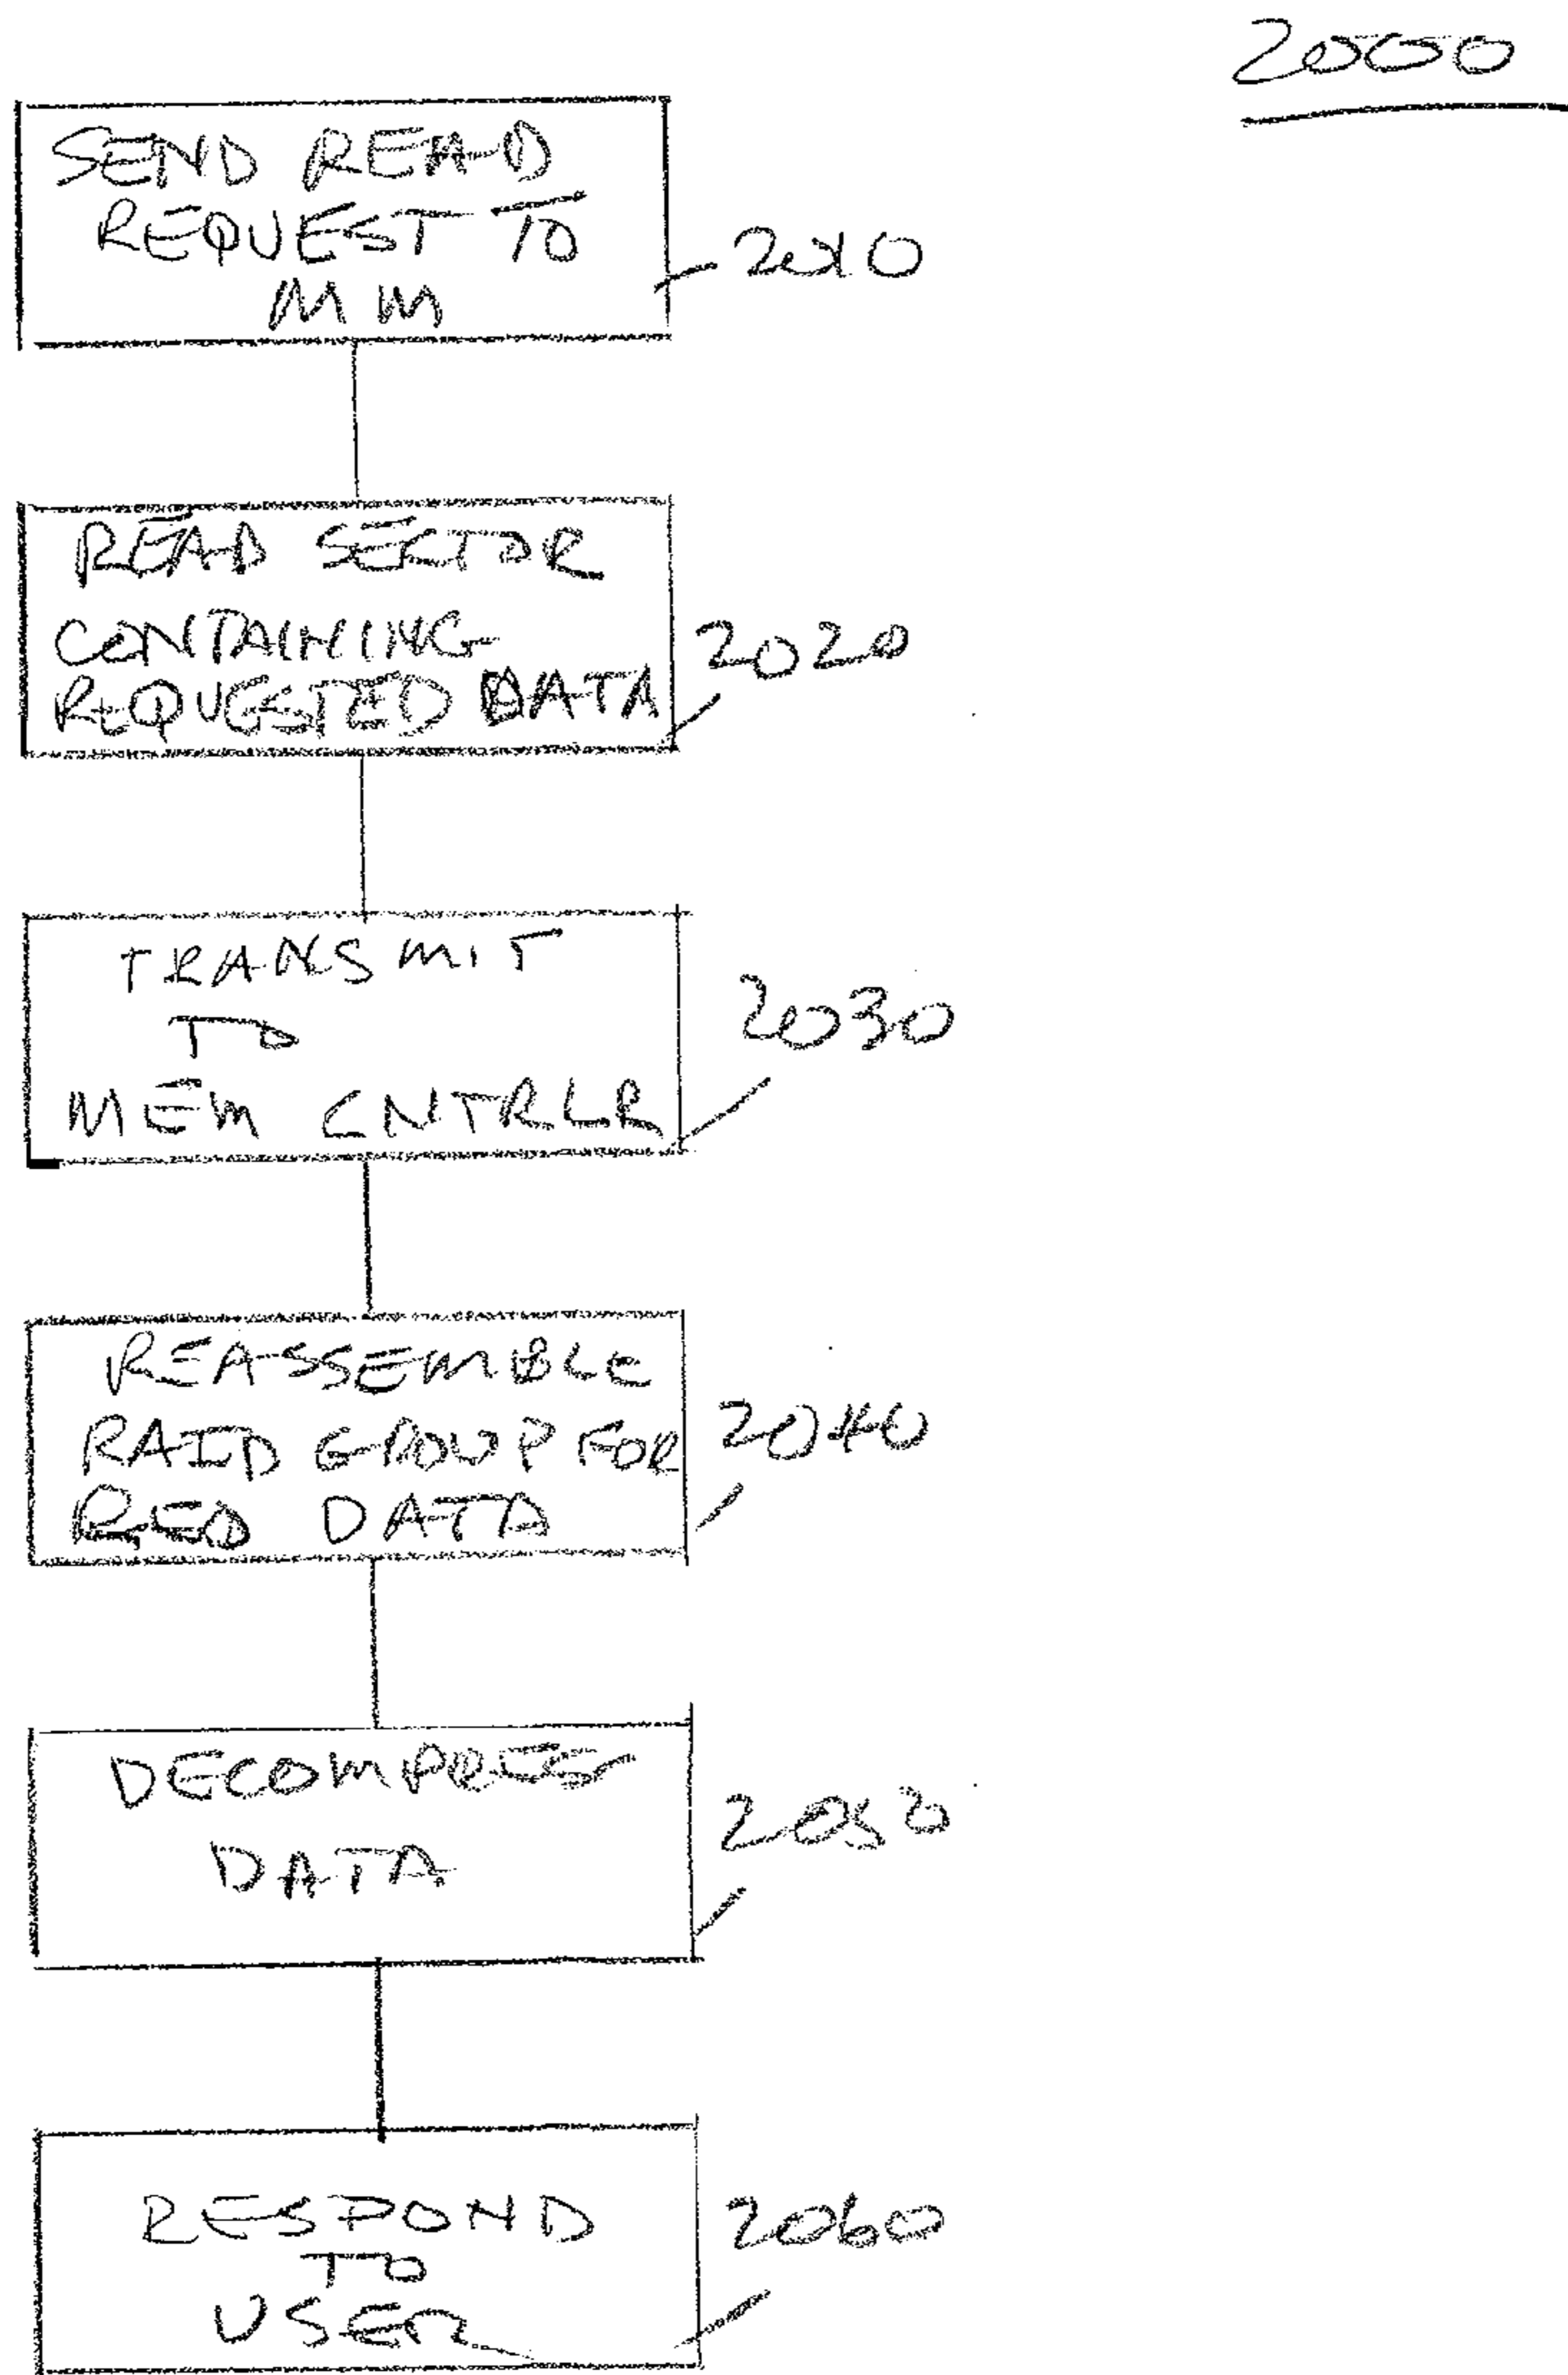 2000
SEND READ
REQUEST TO
MM
2010
READ SECTOR
CONTAINING
REQUESTED DATA
2020
TRANSMIT
TO
MEM CNTRLR
2030
REASSEMBLE
RAID GROUP FOR
DATA
2040
DECOMPRESS
DATA
2050
RESPOND
TO
USER
2060